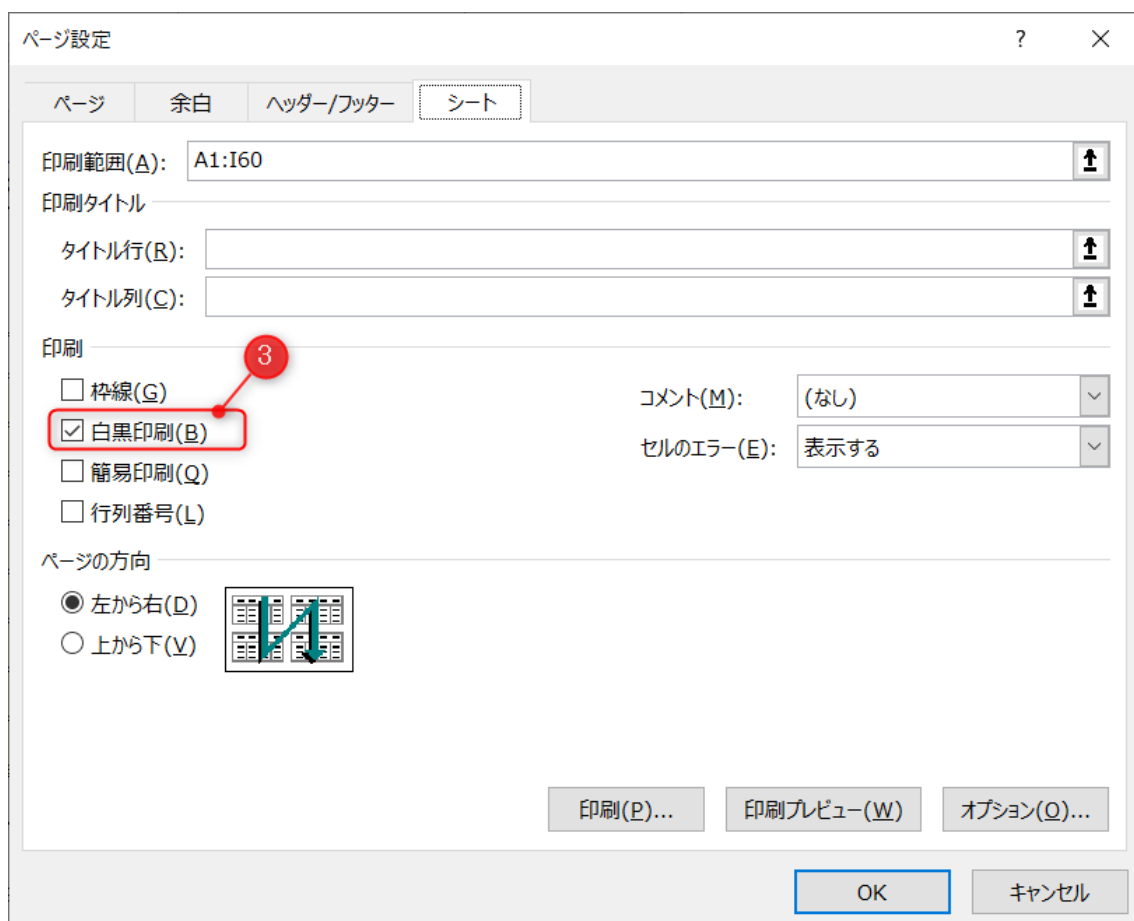 ページ設定 ?
ページ 余白 ヘッダー/フッター シート
印刷範囲(A): A1:I60
印刷タイトル
タイトル行(R):
タイトル列(C):
印刷
3
枠線(G)
コメント(M): (なし)
白黒印刷(B)
セルのエラー(E): 表示する
簡易印刷(Q)
行列番号(L)
ページの方向
左から右(D)
上から下(V)
印刷(P)... 印刷プレビュー(W) オプション(O)...
OK キャンセル